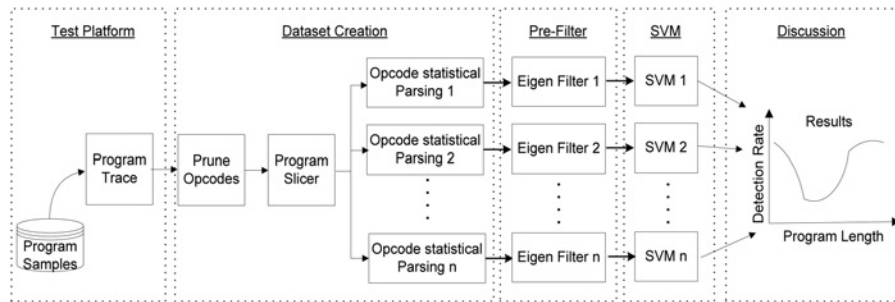 Test Platform
Dataset Creation
Pre-Filter
SVM
Discussion
Program
Trace
Program
Samples
Prune
Opcodes
Program
Slicer
Opcode statistical
Parsing 1
Opcode statistical
Parsing 2
Opcode statistical
Parsing n
Eigen Filter 1
Eigen Filter 2
Eigen Filter n
SVM 1
SVM 2
SVM n
Results
Detection Rate
Program Length